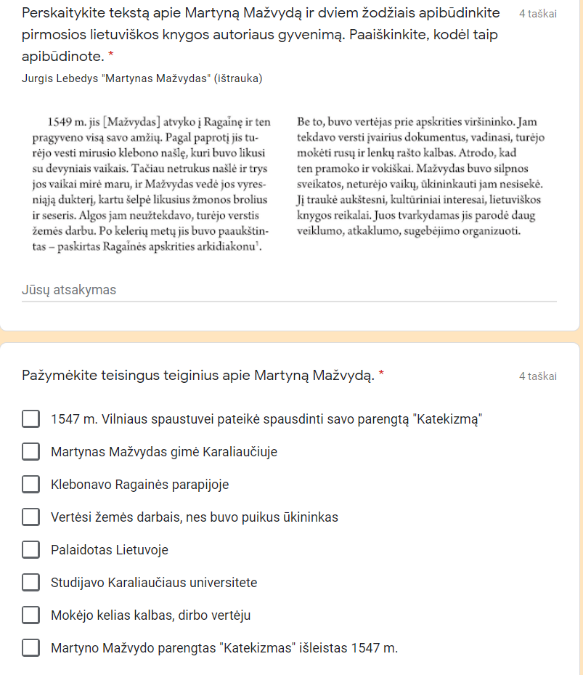 Perskaitykite tekstą apie Martyną Mažvydą ir dviem žodžiais apibūdinkite
4 taškai
pirmosios lietuviškos knygos autoriaus gyvenimą. Paaiškinkite, kodėl taip
apibūdinote. *
Jurgis Lebedys "Martynas Mažvydas" (ištrauka)
1549 m. jis [Mažvydas] atvyko į Ragaĩnę ir ten
pragyveno visą savo amžių. Pagal paprotį jis tu-
rėjo vesti mirusio klebono našlę, kuri buvo likusi
su devyniais vaikais. Tačiau netrukus našlė ir trys
jos vaikai mirė maru, ir Mažvydas vedė jos vyres-
niąją dukterį, kartu šelpė likusius žmonos brolius
ir seseris. Algos jam neužtekdavo, turėjo verstis
žemės darbu. Po kelerių metų jis buvo paaukštin-
tas – paskirtas Ragaĩnės apskrities arkidiakonu¹.
Be to, buvo vertėjas prie apskrities viršininko. Jam
tekdavo versti įvairius dokumentus, vadinasi, turėjo
mokėti rusų ir lenkų rašto kalbas. Atrodo, kad
ten pramoko ir vokiškai. Mažvydas buvo silpnos
sveikatos, neturėjo vaikų, ūkininkauti jam nesisekė.
Jį traukė aukštesni, kultūriniai interesai, lietuviškos
knygos reikalai. Juos tvarkydamas jis parodė daug
veiklumo, atkaklumo, sugebėjimo organizuoti.
Jūsų atsakymas
Pažymėkite teisingus teiginius apie Martyną Mažvydą. *
4 taškai
1547 m. Vilniaus spaustuvei pateikė spausdinti savo parengtą "Katekizmą"
Martynas Mažvydas gimė Karaliaučiuje
Klebonavo Ragainės parapijoje
Vertėsi žemės darbais, nes buvo puikus ūkininkas
Palaidotas Lietuvoje
Studijavo Karaliaučiaus universitete
Mokėjo kelias kalbas, dirbo vertėju
Martyno Mažvydo parengtas "Katekizmas" išleistas 1547 m.